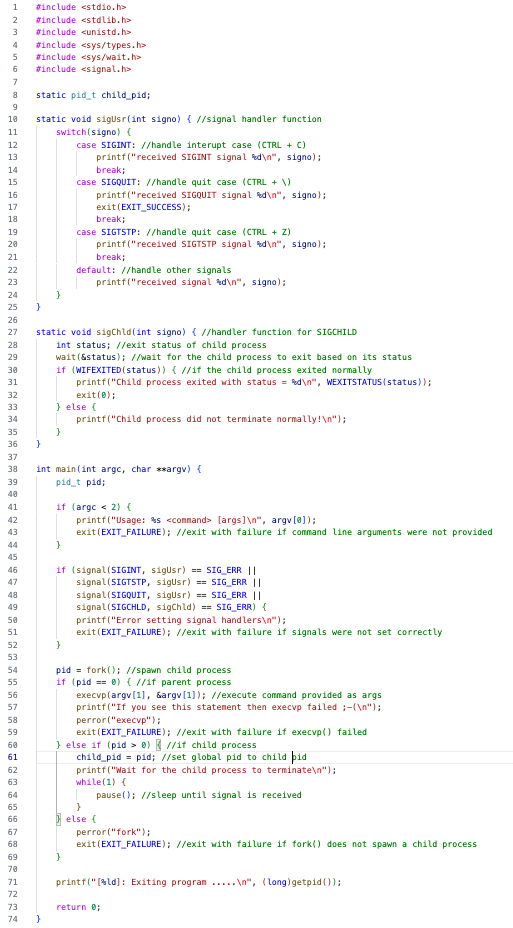 1 #include <stdio.h>
2 #include <stdlib.h>
3 #include <unistd.h>
4 #include <sys/types.h>
5 #include <sys/wait.h>
6 #include <signal.h>
7
8 static pid_t child_pid;
9
10 static void sigUsr(int signo) { //signal handler function
11     switch(signo) {
12         case SIGINT: //handle interupt case (CTRL + C)
13             printf("received SIGINT signal %d\n", signo);
14             break;
15         case SIGQUIT: //handle quit case (CTRL + \)
16             printf("received SIGQUIT signal %d\n", signo);
17             exit(EXIT_SUCCESS);
18             break;
19         case SIGTSTP: //handle quit case (CTRL + Z)
20             printf("received SIGTSTP signal %d\n", signo);
21             break;
22         default: //handle other signals
23             printf("received signal %d\n", signo);
24     }
25 }
26
27 static void sigChld(int signo) { //handler function for SIGCHILD
28     int status; //exit status of child process
29     wait(&status); //wait for the child process to exit based on its status
30     if (WIFEXITED(status)) { //if the child process exited normally
31         printf("Child process exited with status = %d\n", WEXITSTATUS(status));
32         exit(0);
33     } else {
34         printf("Child process did not terminate normally!\n");
35     }
36 }
37
38 int main(int argc, char **argv) {
39     pid_t pid;
40
41     if (argc < 2) {
42         printf("Usage: %s <command> [args]\n", argv[0]);
43         exit(EXIT_FAILURE); //exit with failure if command line arguments were not provided
44     }
45
46     if (signal(SIGINT, sigUsr) == SIG_ERR ||
47         signal(SIGTSTP, sigUsr) == SIG_ERR ||
48         signal(SIGQUIT, sigUsr) == SIG_ERR ||
49         signal(SIGCHLD, sigChld) == SIG_ERR) {
50         printf("Error setting signal handlers\n");
51         exit(EXIT_FAILURE); //exit with failure if signals were not set correctly
52     }
53
54     pid = fork(); //spawn child process
55     if (pid == 0) { //if parent process
56         execvp(argv[1], &argv[1]); //execute command provided as args
57         printf("If you see this statement then execvp failed ;-(\n");
58         perror("execvp");
59         exit(EXIT_FAILURE); //exit with failure if execvp() failed
60     } else if (pid > 0) { //if child process
61         child_pid = pid; //set global pid to child pid
62         printf("Wait for the child process to terminate\n");
63         while(1) {
64             pause(); //sleep until signal is received
65         }
66     } else {
67         perror("fork");
68         exit(EXIT_FAILURE); //exit with failure if fork() does not spawn a child process
69     }
70
71     printf("[%ld]: Exiting program .....\n", (long)getpid());
72
73     return 0;
74 }